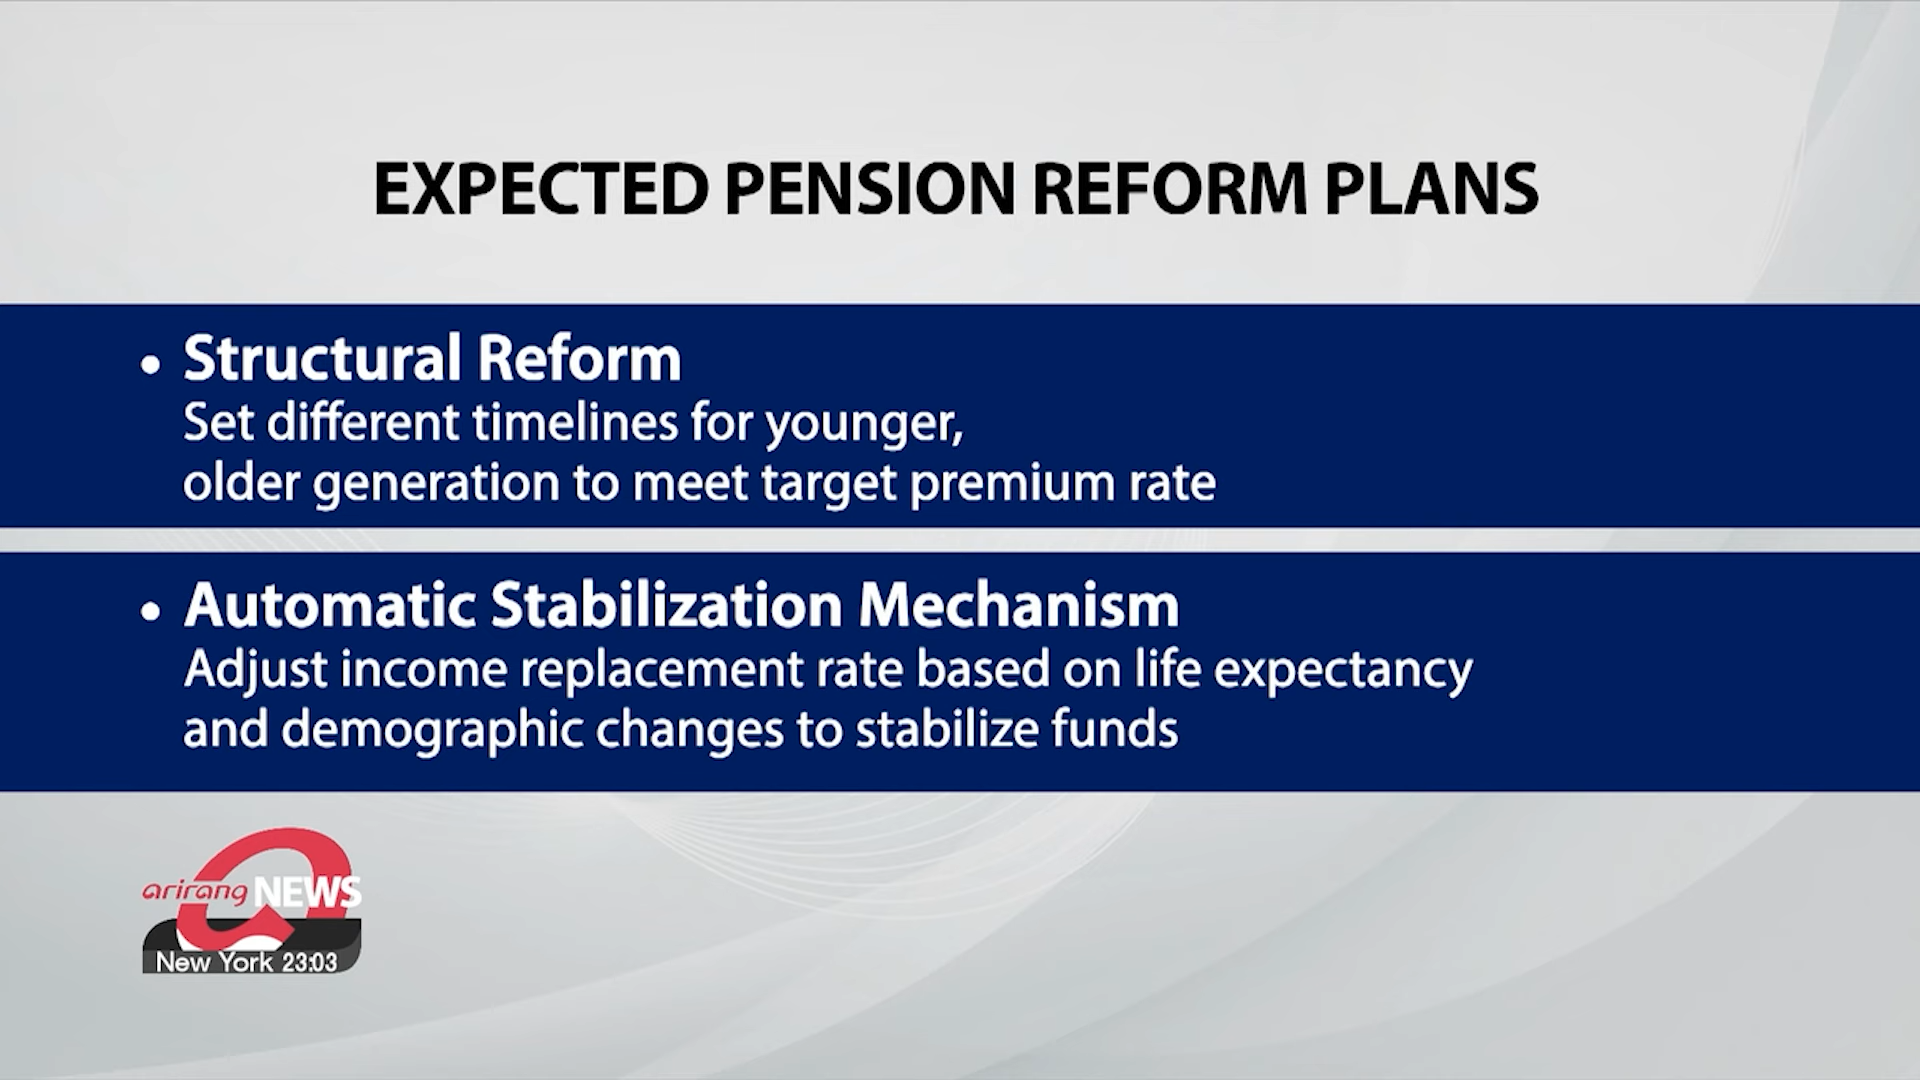 EXPECTED PENSION REFORM PLANS
• Structural Reform
Set different timelines for younger,
older generation to meet target premium rate
• Automatic Stabilization Mechanism
Adjust income replacement rate based on life expectancy
and demographic changes to stabilize funds
arirang NEWS
New York 23:03